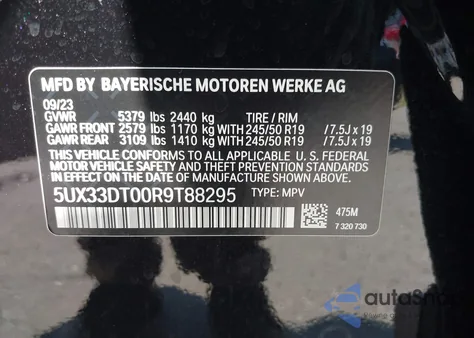 MFD BY BAYERISCHE MOTOREN WERKE AG
09/23
GVWR 5379 lbs 2440 kg TIRE / RIM
GAWR FRONT 2579 lbs 1170 kg WITH 245/50 R19 /7.5J x 19
GAWR REAR 3109 lbs 1410 kg WITH 245/50 R19 /7.5J x 19
THIS VEHICLE CONFORMS TO ALL APPLICABLE U. S. FEDERAL
MOTOR VEHICLE SAFETY AND THEFT PREVENTION STANDARDS
IN EFFECT ON THE DATE OF MANUFACTURE SHOWN ABOVE.
5UX33DT00R9T88295 TYPE: MPV
475M
7 320 730